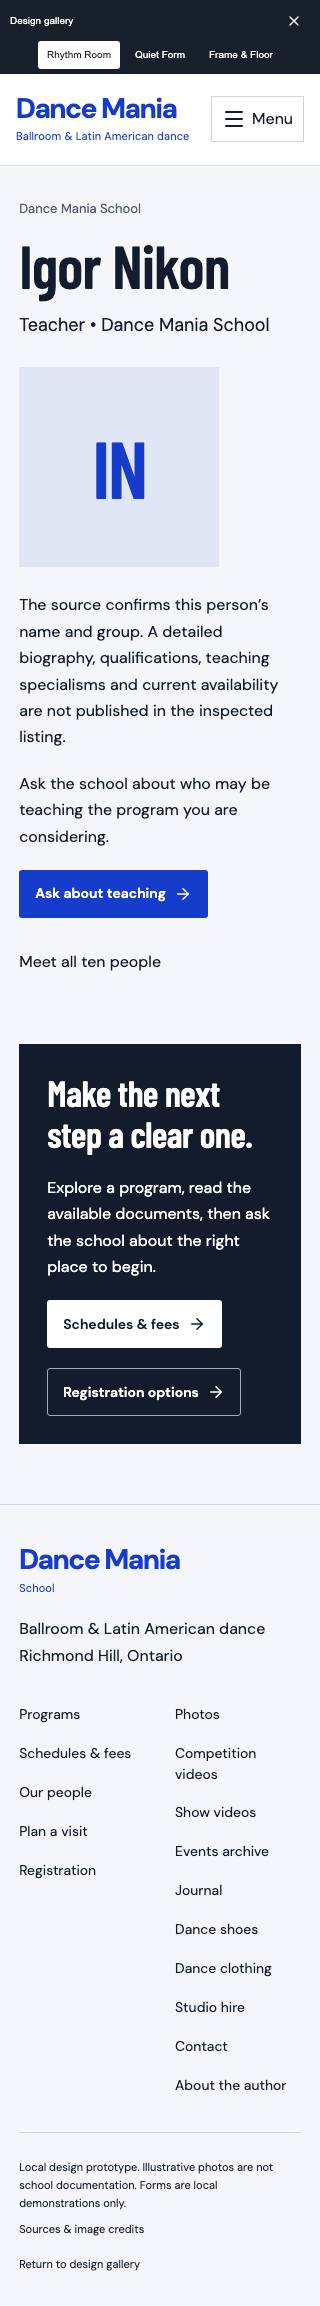 Design gallery
Rhythm Room
Quiet Form
Frame & Floor
Dance Mania
Ballroom & Latin American dance
Menu
Dance Mania School
Igor Nikon
Teacher • Dance Mania School
IN
The source confirms this person’s
name and group. A detailed
biography, qualifications, teaching
specialisms and current availability
are not published in the inspected
listing.
Ask the school about who may be
teaching the program you are
considering.
Ask about teaching →
Meet all ten people
Make the next
step a clear one.
Explore a program, read the
available documents, then ask
the school about the right
place to begin.
Schedules & fees →
Registration options →
Dance Mania
School
Ballroom & Latin American dance
Richmond Hill, Ontario
Programs
Schedules & fees
Our people
Plan a visit
Registration
Photos
Competition
videos
Show videos
Events archive
Journal
Dance shoes
Dance clothing
Studio hire
Contact
About the author
Local design prototype. Illustrative photos are not
school documentation. Forms are local
demonstrations only.
Sources & image credits
Return to design gallery